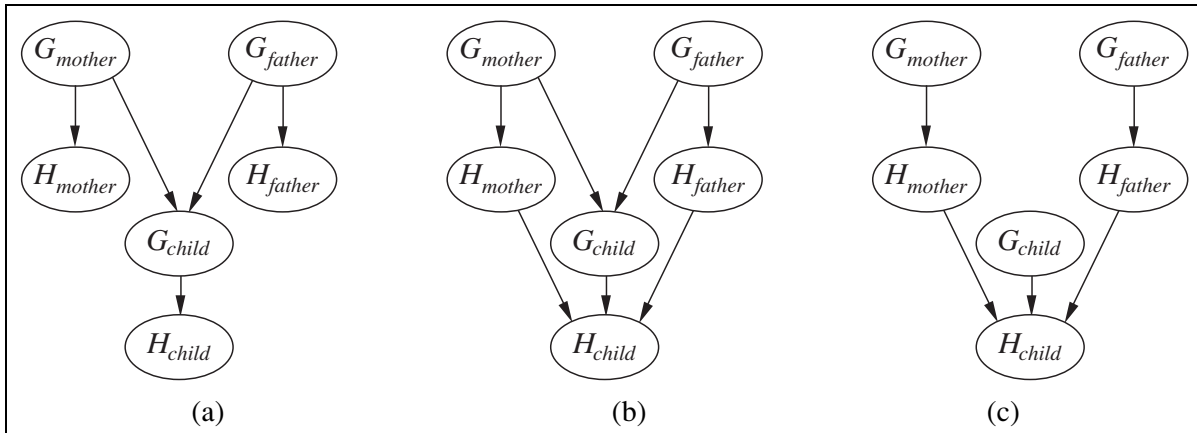 G_mother G_father G_mother G_father G_mother G_father
H_mother H_father H_mother H_father H_mother H_father
G_child G_child G_child
H_child H_child H_child
(a) (b) (c)